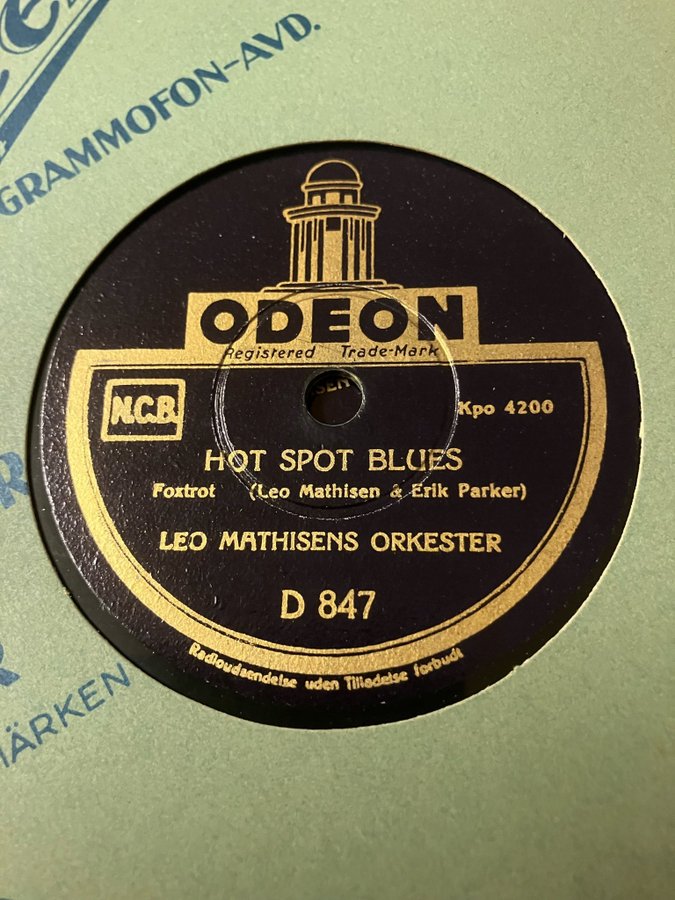 GRAMMOFON-AVD.
ODEON
Registered Trade-Mark
N.C.B.
Kpo 4200
HOT SPOT BLUES
Foxtrot (Leo Mathisen & Erik Parker)
LEO MATHISENS ORKESTER
D 847
Radioudsendelse uden Tilladelse forbudt
R
R
MÄRKEN